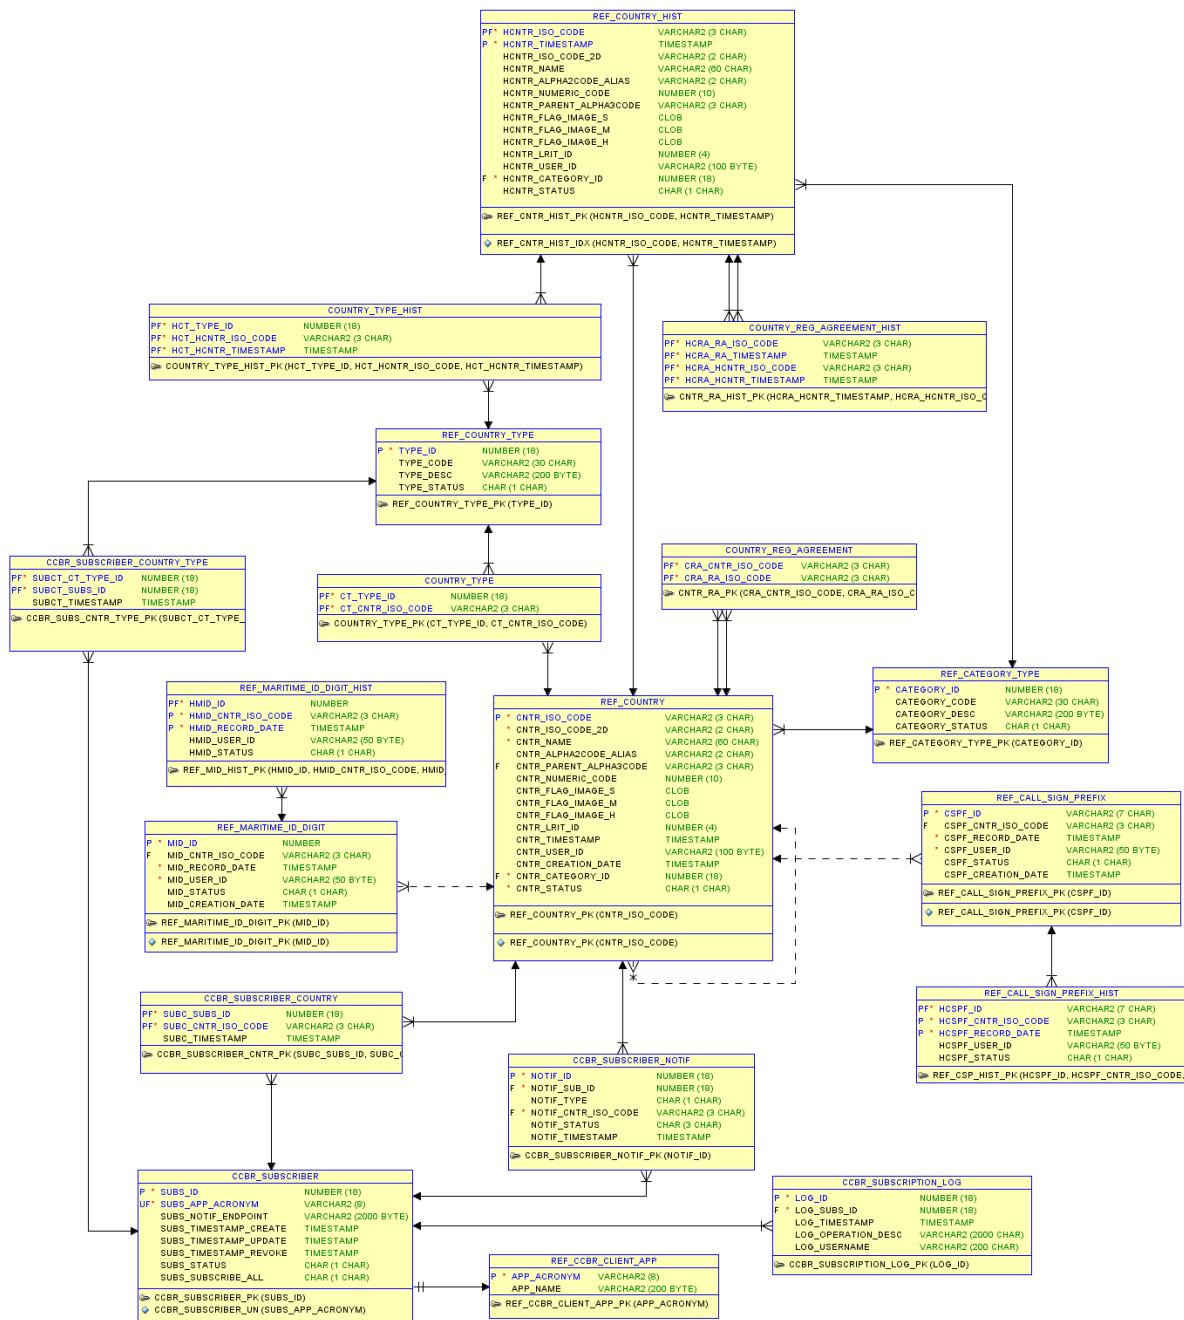 REF_COUNTRY_HIST
PF* HCNTR_ISO_CODE VARCHAR2 (3 CHAR)
P * HCNTR_TIMESTAMP TIMESTAMP
HCNTR_ISO_CODE_2D VARCHAR2 (2 CHAR)
HCNTR_NAME VARCHAR2 (60 CHAR)
HCNTR_ALPHA2CODE_ALIAS VARCHAR2 (2 CHAR)
HCNTR_NUMERIC_CODE NUMBER (10)
HCNTR_PARENT_ALPHA3CODE VARCHAR2 (3 CHAR)
HCNTR_FLAG_IMAGE_S CLOB
HCNTR_FLAG_IMAGE_M CLOB
HCNTR_FLAG_IMAGE_H CLOB
HCNTR_LRIT_ID NUMBER (4)
HCNTR_USER_ID VARCHAR2 (100 BYTE)
F * HCNTR_CATEGORY_ID NUMBER (18)
HCNTR_STATUS CHAR (1 CHAR)
REF_CNTR_HIST_PK (HCNTR_ISO_CODE, HCNTR_TIMESTAMP)
REF_CNTR_HIST_IDX (HCNTR_ISO_CODE, HCNTR_TIMESTAMP)
COUNTRY_TYPE_HIST
PF* HCT_TYPE_ID NUMBER (18)
PF* HCT_HCNTR_ISO_CODE VARCHAR2 (3 CHAR)
PF* HCT_HCNTR_TIMESTAMP TIMESTAMP
COUNTRY_TYPE_HIST_PK (HCT_TYPE_ID, HCT_HCNTR_ISO_CODE, HCT_HCNTR_TIMESTAMP)
COUNTRY_REG_AGREEMENT_HIST
PF* HCRA_RA_ISO_CODE VARCHAR2 (3 CHAR)
PF* HCRA_RA_TIMESTAMP TIMESTAMP
PF* HCRA_HCNTR_ISO_CODE VARCHAR2 (3 CHAR)
PF* HCRA_HCNTR_TIMESTAMP TIMESTAMP
CNTR_RA_HIST_PK (HCRA_HCNTR_TIMESTAMP, HCRA_HCNTR_ISO_C
REF_COUNTRY_TYPE
P * TYPE_ID NUMBER (18)
TYPE_CODE VARCHAR2 (30 CHAR)
TYPE_DESC VARCHAR2 (200 BYTE)
TYPE_STATUS CHAR (1 CHAR)
REF_COUNTRY_TYPE_PK (TYPE_ID)
CCBR_SUBSCRIBER_COUNTRY_TYPE
PF* SUBCT_CT_TYPE_ID NUMBER (18)
PF* SUBCT_SUBS_ID NUMBER (18)
SUBCT_TIMESTAMP TIMESTAMP
CCBR_SUBS_CNTR_TYPE_PK (SUBCT_CT_TYPE_
COUNTRY_TYPE
PF* CT_TYPE_ID NUMBER (18)
PF* CT_CNTR_ISO_CODE VARCHAR2 (3 CHAR)
COUNTRY_TYPE_PK (CT_TYPE_ID, CT_CNTR_ISO_CODE)
COUNTRY_REG_AGREEMENT
PF* CRA_CNTR_ISO_CODE VARCHAR2 (3 CHAR)
PF* CRA_RA_ISO_CODE VARCHAR2 (3 CHAR)
CNTR_RA_PK (CRA_CNTR_ISO_CODE, CRA_RA_ISO_C
REF_CATEGORY_TYPE
P * CATEGORY_ID NUMBER (18)
CATEGORY_CODE VARCHAR2 (30 CHAR)
CATEGORY_DESC VARCHAR2 (200 BYTE)
CATEGORY_STATUS CHAR (1 CHAR)
REF_CATEGORY_TYPE_PK (CATEGORY_ID)
REF_MARITIME_ID_DIGIT_HIST
PF* HMID_ID NUMBER
P * HMID_CNTR_ISO_CODE VARCHAR2 (3 CHAR)
P * HMID_RECORD_DATE TIMESTAMP
HMID_USER_ID VARCHAR2 (50 BYTE)
HMID_STATUS CHAR (1 CHAR)
REF_MID_HIST_PK (HMID_ID, HMID_CNTR_ISO_CODE, HMID_
REF_COUNTRY
P * CNTR_ISO_CODE VARCHAR2 (3 CHAR)
* CNTR_ISO_CODE_2D VARCHAR2 (2 CHAR)
* CNTR_NAME VARCHAR2 (60 CHAR)
CNTR_ALPHA2CODE_ALIAS VARCHAR2 (2 CHAR)
F CNTR_PARENT_ALPHA3CODE VARCHAR2 (3 CHAR)
CNTR_NUMERIC_CODE NUMBER (10)
CNTR_FLAG_IMAGE_S CLOB
CNTR_FLAG_IMAGE_M CLOB
CNTR_FLAG_IMAGE_H CLOB
CNTR_LRIT_ID NUMBER (4)
CNTR_TIMESTAMP TIMESTAMP
CNTR_USER_ID VARCHAR2 (100 BYTE)
CNTR_CREATION_DATE TIMESTAMP
F * CNTR_CATEGORY_ID NUMBER (18)
* CNTR_STATUS CHAR (1 CHAR)
REF_COUNTRY_PK (CNTR_ISO_CODE)
REF_COUNTRY_PK (CNTR_ISO_CODE)
REF_MARITIME_ID_DIGIT
P * MID_ID NUMBER
F MID_CNTR_ISO_CODE VARCHAR2 (3 CHAR)
MID_RECORD_DATE TIMESTAMP
* MID_USER_ID VARCHAR2 (50 BYTE)
MID_STATUS CHAR (1 CHAR)
MID_CREATION_DATE TIMESTAMP
REF_MARITIME_ID_DIGIT_PK (MID_ID)
REF_MARITIME_ID_DIGIT_PK (MID_ID)
REF_CALL_SIGN_PREFIX
P * CSPF_ID VARCHAR2 (7 CHAR)
F CSPF_CNTR_ISO_CODE VARCHAR2 (3 CHAR)
* CSPF_RECORD_DATE TIMESTAMP
* CSPF_USER_ID VARCHAR2 (50 BYTE)
CSPF_STATUS CHAR (1 CHAR)
CSPF_CREATION_DATE TIMESTAMP
REF_CALL_SIGN_PREFIX_PK (CSPF_ID)
REF_CALL_SIGN_PREFIX_PK (CSPF_ID)
REF_CALL_SIGN_PREFIX_HIST
PF* HCSPF_ID VARCHAR2 (7 CHAR)
P * HCSPF_CNTR_ISO_CODE VARCHAR2 (3 CHAR)
P * HCSPF_RECORD_DATE TIMESTAMP
HCSPF_USER_ID VARCHAR2 (50 BYTE)
HCSPF_STATUS CHAR (1 CHAR)
REF_CSP_HIST_PK (HCSPF_ID, HCSPF_CNTR_ISO_CODE,
CCBR_SUBSCRIBER_COUNTRY
PF* SUBC_SUBS_ID NUMBER (18)
PF* SUBC_CNTR_ISO_CODE VARCHAR2 (3 CHAR)
SUBC_TIMESTAMP TIMESTAMP
CCBR_SUBSCRIBER_CNTR_PK (SUBC_SUBS_ID, SUBC_C
CCBR_SUBSCRIBER_NOTIF
P * NOTIF_ID NUMBER (18)
F * NOTIF_SUB_ID NUMBER (18)
NOTIF_TYPE CHAR (1 CHAR)
F * NOTIF_CNTR_ISO_CODE VARCHAR2 (3 CHAR)
NOTIF_STATUS CHAR (3 CHAR)
NOTIF_TIMESTAMP TIMESTAMP
CCBR_SUBSCRIBER_NOTIF_PK (NOTIF_ID)
CCBR_SUBSCRIBER
P * SUBS_ID NUMBER (18)
UF* SUBS_APP_ACRONYM VARCHAR2 (8)
SUBS_NOTIF_ENDPOINT VARCHAR2 (2000 BYTE)
SUBS_TIMESTAMP_CREATE TIMESTAMP
SUBS_TIMESTAMP_UPDATE TIMESTAMP
SUBS_TIMESTAMP_REVOKE TIMESTAMP
SUBS_STATUS CHAR (1 CHAR)
SUBS_SUBSCRIBE_ALL CHAR (1 CHAR)
CCBR_SUBSCRIBER_PK (SUBS_ID)
CCBR_SUBSCRIBER_UN (SUBS_APP_ACRONYM)
CCBR_SUBSCRIPTION_LOG
P * LOG_ID NUMBER (18)
F * LOG_SUBS_ID NUMBER (18)
LOG_TIMESTAMP TIMESTAMP
LOG_OPERATION_DESC VARCHAR2 (2000 CHAR)
LOG_USERNAME VARCHAR2 (200 CHAR)
CCBR_SUBSCRIPTION_LOG_PK (LOG_ID)
REF_CCBR_CLIENT_APP
P * APP_ACRONYM VARCHAR2 (8)
APP_NAME VARCHAR2 (200 BYTE)
REF_CCBR_CLIENT_APP_PK (APP_ACRONYM)